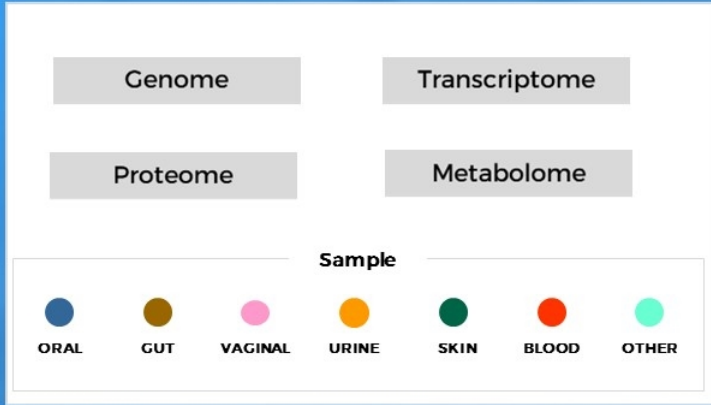 Genome
Transcriptome
Proteome
Metabolome
Sample
ORAL
GUT
VAGINAL
URINE
SKIN
BLOOD
OTHER